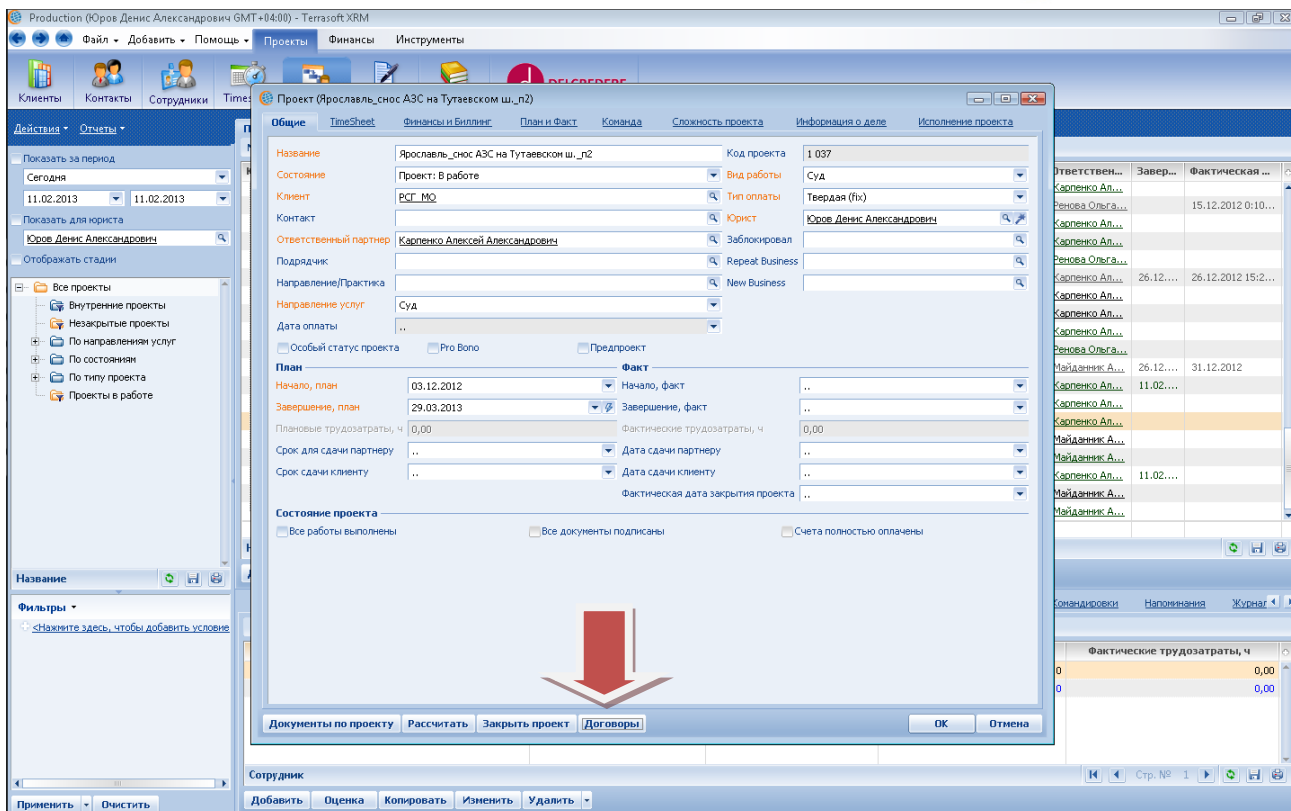 Production (Юров Денис Александрович GMT+04:00) - Terrasoft XRM
Файл Добавить Помощь Проекты Финансы Инструменты
Клиенты Контакты Сотрудники
Действия Отчеты
Показать за период
Сегодня
11.02.2013 11.02.2013
Показать для юриста
Юров Денис Александрович
Отображать стадии
Все проекты
Внутренние проекты
Незакрытые проекты
По направлениям услуг
По состояниям
По типу проекта
Проекты в работе
Название
Фильтры
<Нажмите здесь, чтобы добавить условие
Применить Очистить
Проект (Ярославль_снос АЗС на Тутаевском ш._п2)
Общие TimeSheet Финансы и Биллинг План и Факт Команда Сложность проекта Информация о деле Исполнение проекта
Название Ярославль_снос АЗС на Тутаевском ш._п2 Код проекта 1 037
Состояние Проект: В работе Вид работы Суд
Клиент РСГ МО Тип оплаты Твердая (fix)
Контакт Юрист Юров Денис Александрович
Ответственный партнер Карпенко Алексей Александрович Заблокировал
Подрядчик Repeat Business
Направление/Практика New Business
Направление услуг Суд
Дата оплаты ..
Особый статус проекта Pro Bono Предпроект
План Факт
Начало, план 03.12.2012 Начало, факт ..
Завершение, план 29.03.2013 Завершение, факт ..
Плановые трудозатраты, ч 0,00 Фактические трудозатраты, ч 0,00
Срок для сдачи партнеру .. Дата сдачи партнеру ..
Срок сдачи клиенту .. Дата сдачи клиенту ..
Фактическая дата закрытия проекта ..
Состояние проекта
Все работы выполнены Все документы подписаны Счета полностью оплачены
Документы по проекту Рассчитать Закрыть проект Договоры ОК Отмена
Ответствен... Завер... Фактическая ...
Карпенко Ал...
Ренова Ольга... 15.12.2012 0:10...
Карпенко Ал...
Карпенко Ал...
Ренова Ольга...
Карпенко Ал... 26.12.... 26.12.2012 15:2...
Карпенко Ал...
Карпенко Ал...
Карпенко Ал...
Ренова Ольга...
Майданник А... 26.12.... 31.12.2012
Карпенко Ал... 11.02....
Карпенко Ал...
Карпенко Ал...
Майданник А...
Майданник А...
Карпенко Ал... 11.02....
Майданник А...
Майданник А...
Командировки Напоминания Журнал
Фактические трудозатраты, ч
0 0,00
0 0,00
Сотрудник Стр. № 1
Добавить Оценка Копировать Изменить Удалить